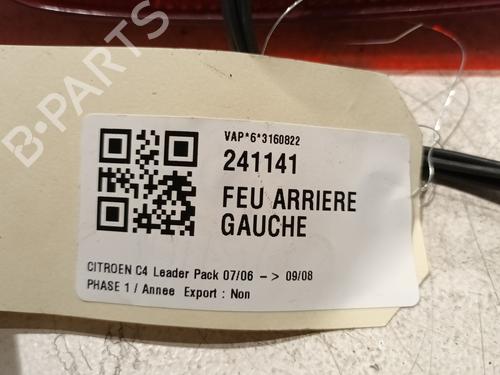 B-PARTS
VAP*6*3160822
241141
FEU ARRIERE
GAUCHE
CITROEN C4 Leader Pack 07/06 -> 09/08
PHASE 1 / Annee Export : Non